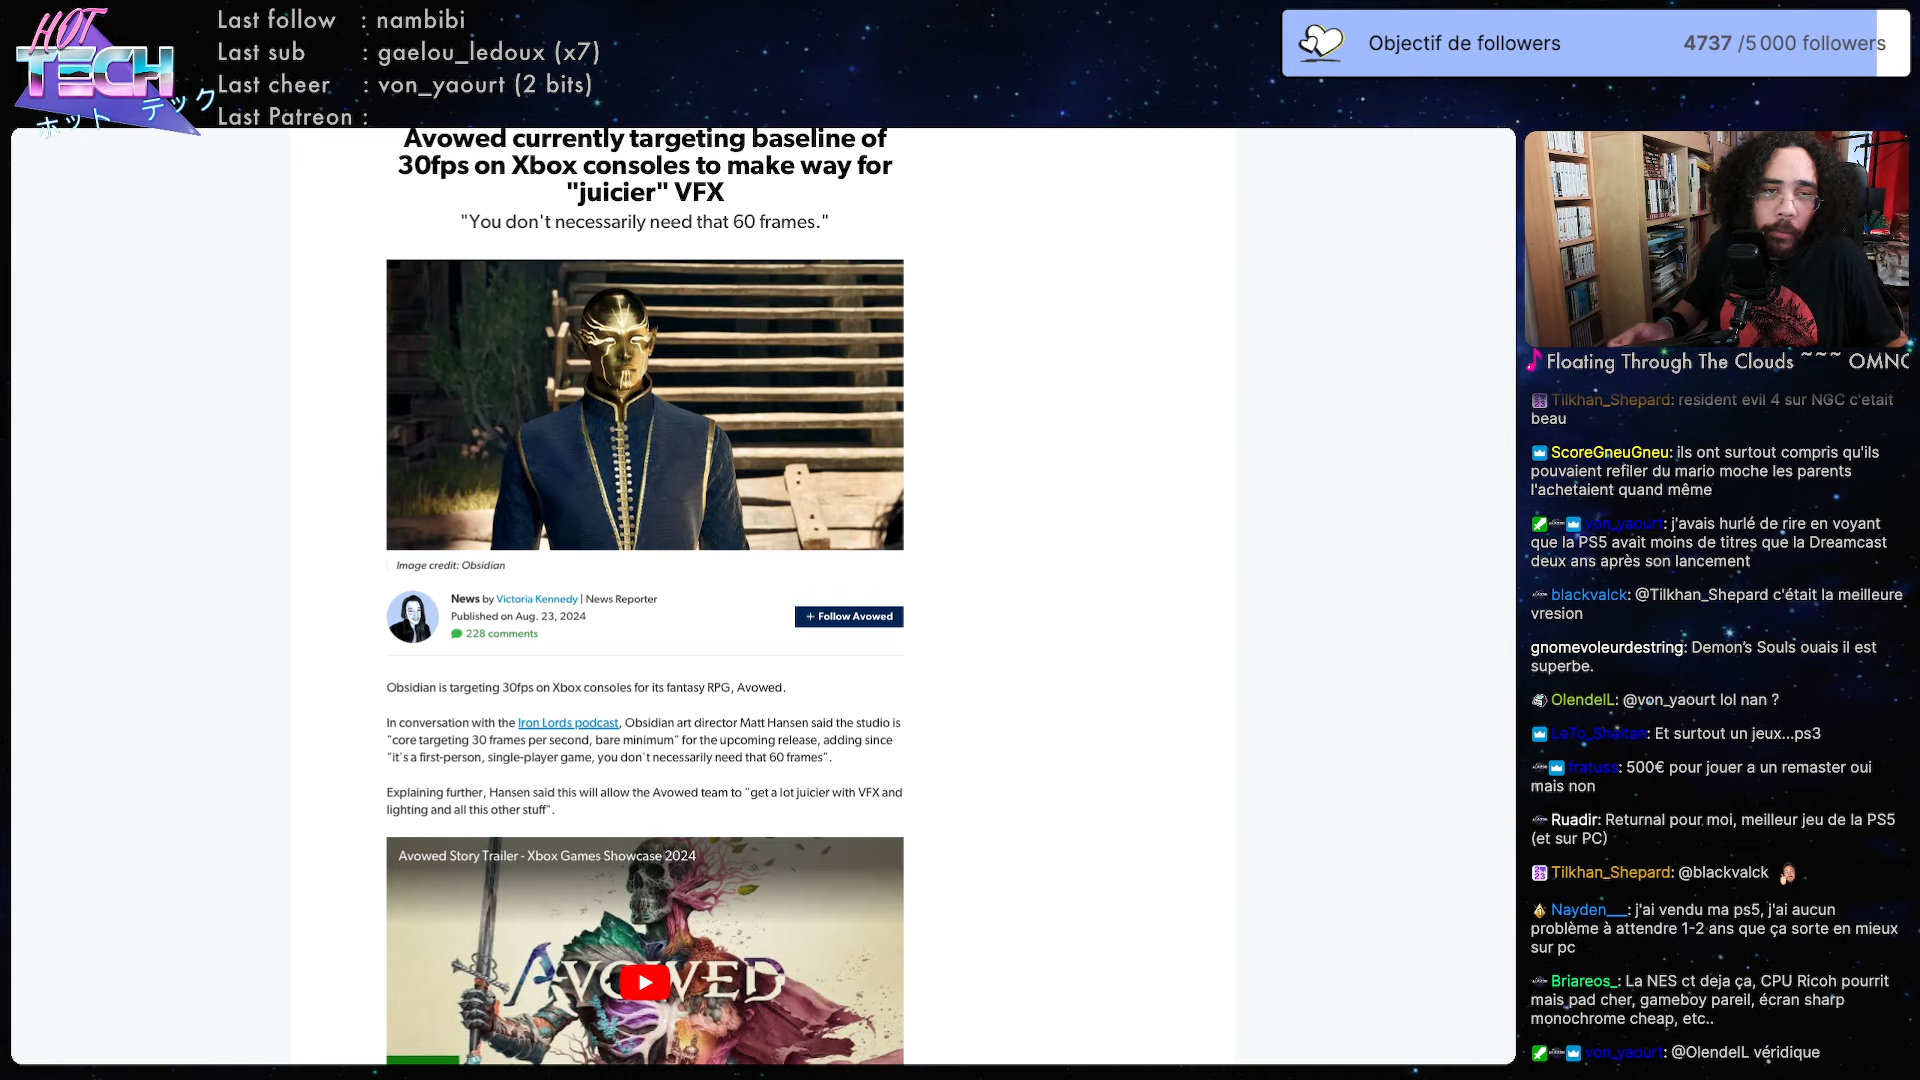 HOT
TECH
ホット テック
Last follow : nambibi
Last sub : gaelou_ledoux (x7)
Last cheer : von_yaourt (2 bits)
Last Patreon :
Objectif de followers
4737 /5 000 followers
Avowed currently targeting baseline of
30fps on Xbox consoles to make way for
"juicier" VFX
"You don't necessarily need that 60 frames."
Image credit: Obsidian
News by Victoria Kennedy | News Reporter
Published on Aug. 23, 2024
228 comments
+ Follow Avowed
Obsidian is targeting 30fps on Xbox consoles for its fantasy RPG, Avowed.
In conversation with the Iron Lords podcast, Obsidian art director Matt Hansen said the studio is
"core targeting 30 frames per second, bare minimum" for the upcoming release, adding since
"it's a first-person, single-player game, you don't necessarily need that 60 frames".
Explaining further, Hansen said this will allow the Avowed team to "get a lot juicier with VFX and
lighting and all this other stuff".
Avowed Story Trailer - Xbox Games Showcase 2024
AVOWED
Floating Through The Clouds ~~~ OMNO
Tilkhan_Shepard: resident evil 4 sur NGC c'etait
beau
ScoreGneuGneu: ils ont surtout compris qu'ils
pouvaient refiler du mario moche les parents
l'achetaient quand même
von_yaourt: j'avais hurlé de rire en voyant
que la PS5 avait moins de titres que la Dreamcast
deux ans après son lancement
blackvalck: @Tilkhan_Shepard c'était la meilleure
vresion
gnomevoleurdestring: Demon's Souls ouais il est
superbe.
OlendelL: @von_yaourt lol nan ?
LeTo_Shaitan: Et surtout un jeux...ps3
fratuss: 500€ pour jouer a un remaster oui
mais non
Ruadir: Returnal pour moi, meilleur jeu de la PS5
(et sur PC)
Tilkhan_Shepard: @blackvalck
Nayden___: j'ai vendu ma ps5, j'ai aucun
problème à attendre 1-2 ans que ça sorte en mieux
sur pc
Briareos_: La NES ct deja ça, CPU Ricoh pourrit
mais pad cher, gameboy pareil, écran sharp
monochrome cheap, etc..
von_yaourt: @OlendelL véridique